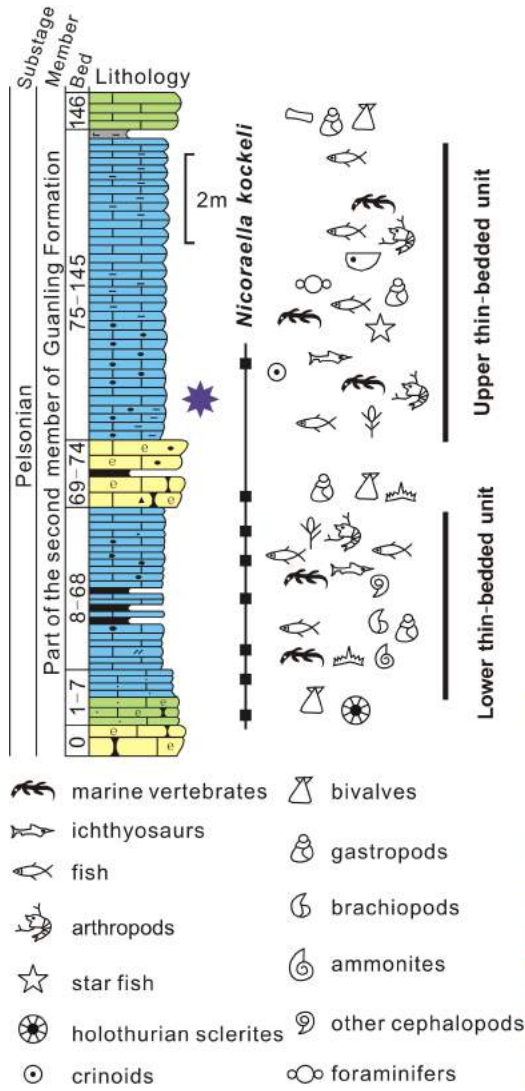 Substage
Member
Bed
Lithology
Pelsonian
Part of the second member of Guanling Formation
146
75–145
69–74
8–68
1–7
0
2m
Nicoraella kockeli
Upper thin-bedded unit
Lower thin-bedded unit
e
e
e
e
e
e
e
marine vertebrates
ichthyosaurs
fish
arthropods
star fish
holothurian sclerites
crinoids
bivalves
gastropods
brachiopods
ammonites
other cephalopods
foraminifers